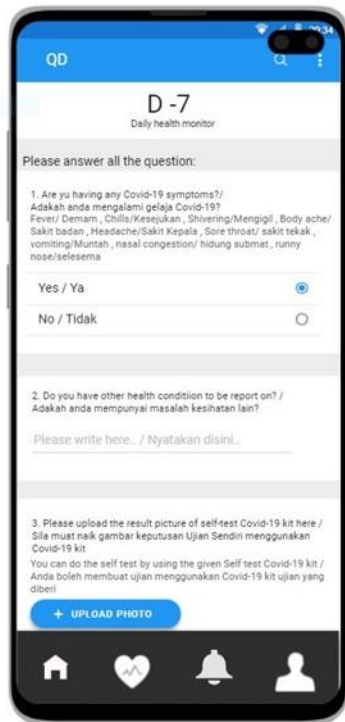 20:34
QD
D -7
Daily health monitor
Please answer all the question:
1. Are yu having any Covid-19 symptoms?/
Adakah anda mengalami gelaja Covid-19?
Fever/ Demam , Chills/Kesejukan , Shivering/Mengigil , Body ache/
Sakit badan , Headache/Sakit Kepala , Sore throat/ sakit tekak ,
vomiting/Muntah , nasal congestion/ hidung submat , runny
nose/selesema
Yes / Ya
No / Tidak
2. Do you have other health conditiion to be report on? /
Adakah anda mempunyai masalah kesihatan lain?
Please write here.. / Nyatakan disini..
3. Please upload the result picture of self-test Covid-19 kit here /
Sila muat naik gambar keputusan Ujian Sendiri menggunakan
Covid-19 kit
You can do the self test by using the given Self test Covid-19 kit /
Anda boleh membuat ujian menggunakan Covid-19 kit ujian yang
diberi
+ UPLOAD PHOTO